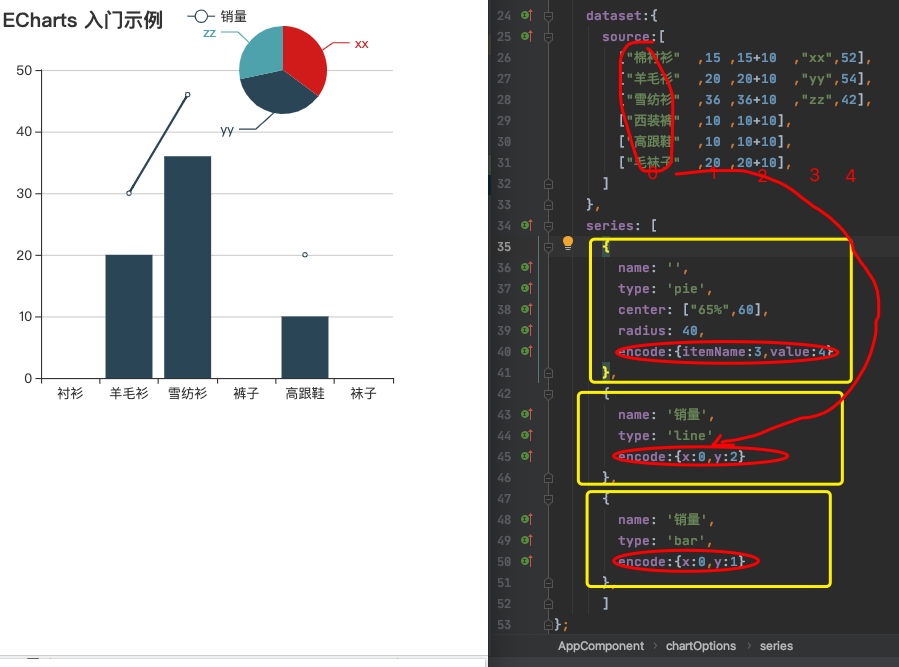 ECharts 入门示例
销量
zz
xx
yy
50
40
30
20
10
0
衬衫 羊毛衫 雪纺衫 裤子 高跟鞋 袜子
24 dataset:{
25 source:[
26 ["棉衬衫" ,15 ,15+10 ,"xx",52],
27 ["羊毛衫" ,20 ,20+10 ,"yy",54],
28 ["雪纺衫" ,36 ,36+10 ,"zz",42],
29 ["西装裤" ,10 ,10+10],
30 ["高跟鞋" ,10 ,10+10],
31 ["毛袜子" ,20 ,20+10],
0 1 2 3 4
32 ]
33 },
34 series: [
35 {
36 name: '',
37 type: 'pie',
38 center: ["65%",60],
39 radius: 40,
40 encode:{itemName:3,value:4}
41 },
42 {
43 name: '销量',
44 type: 'line',
45 encode:{x:0,y:2}
46 },
47 {
48 name: '销量',
49 type: 'bar',
50 encode:{x:0,y:1}
51 },
52 ]
53 };
AppComponent › chartOptions › series